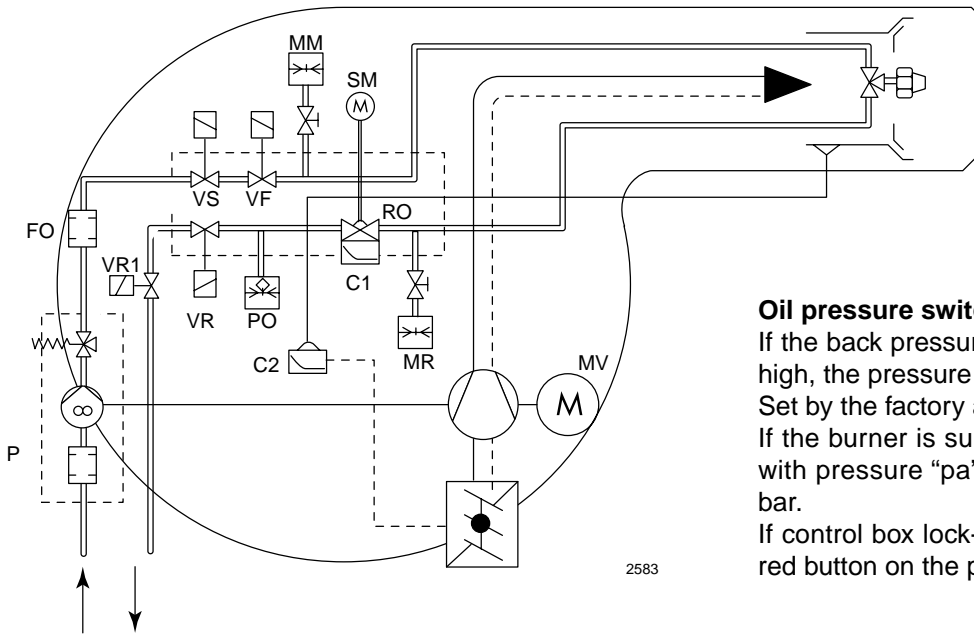 MM
SM
M
VS
VF
RO
FO
VR1
C1
VR
PO
MR
C2
MV
M
P
2583
Oil pressure swit
If the back pressur
high, the pressure
Set by the factory a
If the burner is su
with pressure “pa”
bar.
If control box lock-
red button on the p